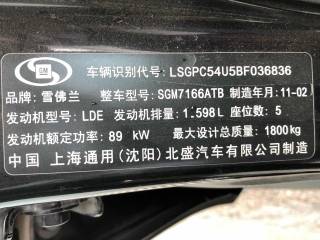 GM
车辆识别代号：LSGPC54U5BF036836
品牌：雪佛兰 整车型号：SGM7166ATB 制造年月：11-02
发动机型号：LDE 发动机排量：1.598L 座位数：5
发动机额定功率：89 kW 最大设计总质量：1800kg
中国 上海通用（沈阳）北盛汽车有限公司制造